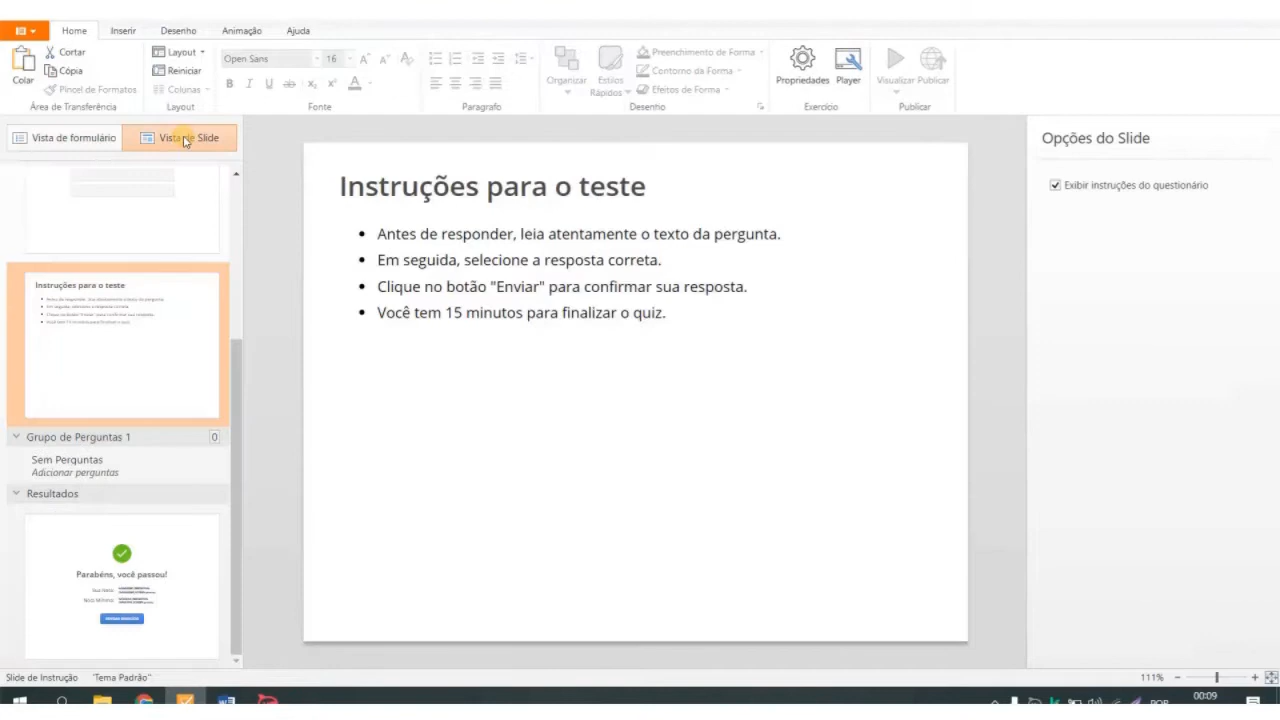 Home Inserir Desenho Animação Ajuda
Colar
Cortar
Cópia
Pincel de Formatos
Área de Transferência
Layout
Reiniciar
Colunas
Layout
Open Sans 16
B I U ab X₂ X² A
Fonte
Paragrafo
Organizar
Estilos Rápidos
Preenchimento de Forma
Contorno da Forma
Efeitos de Forma
Desenho
Propriedades Player
Exercício
Visualizar Publicar
Publicar
Vista de formulário Vista de Slide
Instruções para o teste
Grupo de Perguntas 1 0
Sem Perguntas
Adicionar perguntas
Resultados
Parabéns, você passou!
Instruções para o teste
• Antes de responder, leia atentamente o texto da pergunta.
• Em seguida, selecione a resposta correta.
• Clique no botão "Enviar" para confirmar sua resposta.
• Você tem 15 minutos para finalizar o quiz.
Opções do Slide
Exibir instruções do questionário
Slide de Instrução "Tema Padrão" 111%
00:09